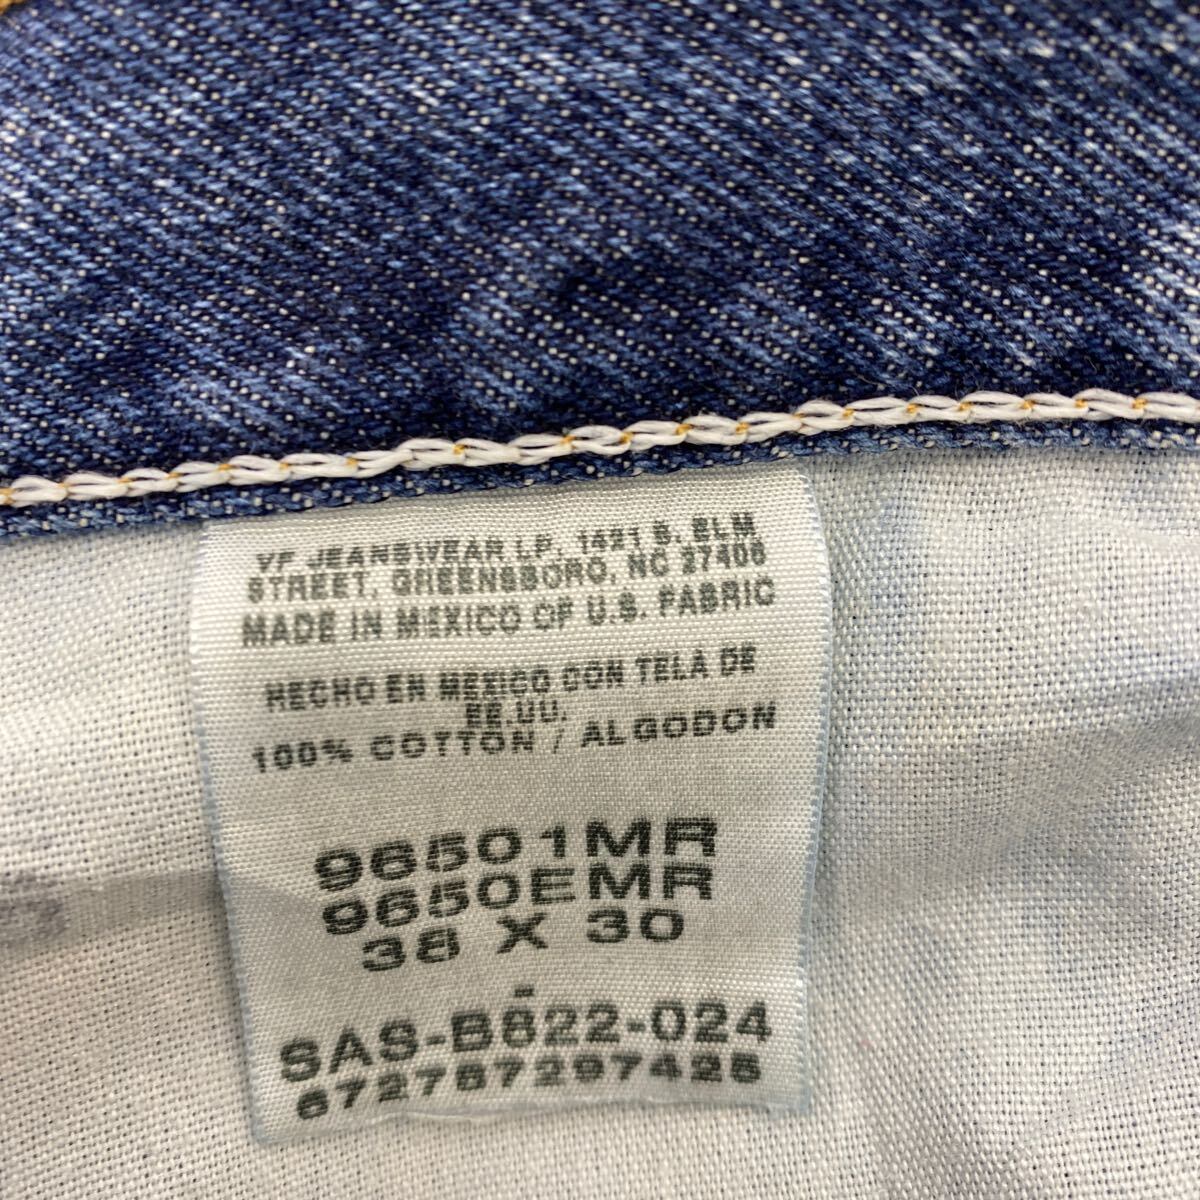 VF JEANSWEAR LP, 1421 S. ELM
STREET, GREENSBORO, NC 27406
MADE IN MEXICO OF U.S. FABRIC
HECHO EN MEXICO CON TELA DE
EE.UU.
100% COTTON / ALGODON
96501MR
9650EMR
38 X 30
SAS-B822-024
672767297425